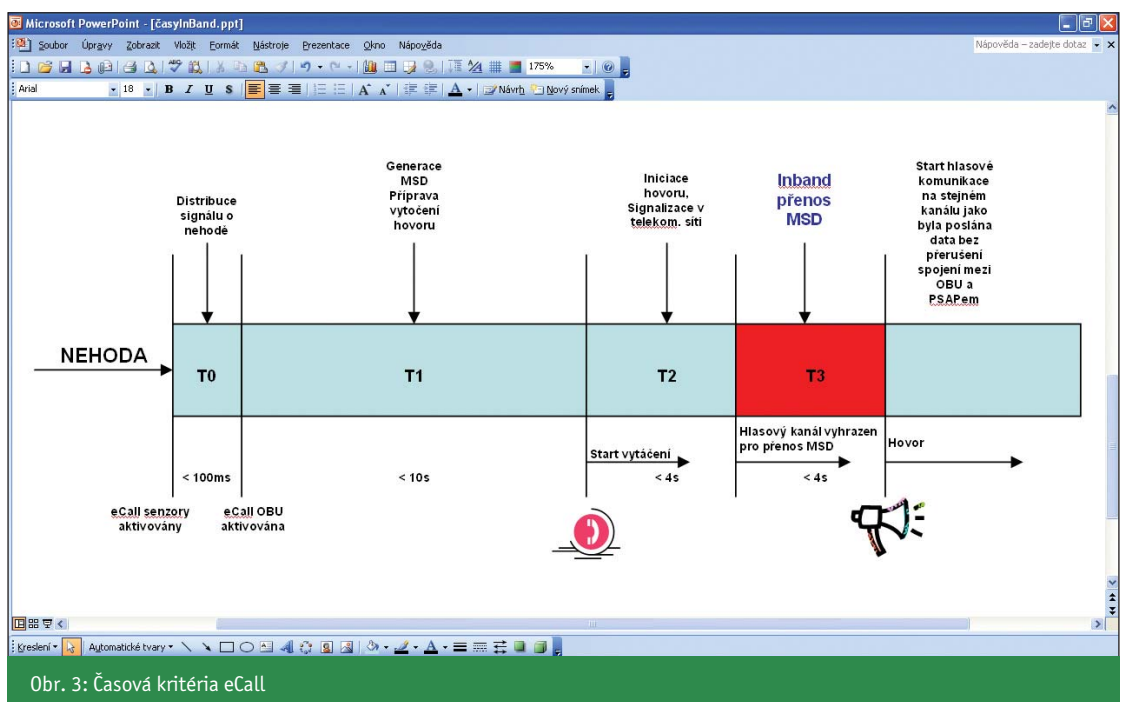 Microsoft PowerPoint - [časyInBand.ppt]
Soubor Úpravy Zobrazit Vložit Formát Nástroje Prezentace Okno Nápověda
Nápověda – zadejte dotaz
175%
Arial 18 B I U S Návrh Nový snímek
Generace
MSD
Příprava
vytočení
hovoru
Distribuce
signálu o
nehodě
Iniciace
hovoru,
Signalizace v
telekom. síti
Inband
přenos
MSD
Start hlasové
komunikace
na stejném
kanálu jako
byla poslána
data bez
přerušení
spojení mezi
OBU a
PSAPem
NEHODA
T0
T1
T2
T3
Start vytáčení
Hlasový kanál vyhrazen
pro přenos MSD
Hovor
< 100ms
< 10s
< 4s
< 4s
eCall senzory
aktivovány
eCall OBU
aktivována
Kreslení Automatické tvary
Obr. 3: Časová kritéria eCall